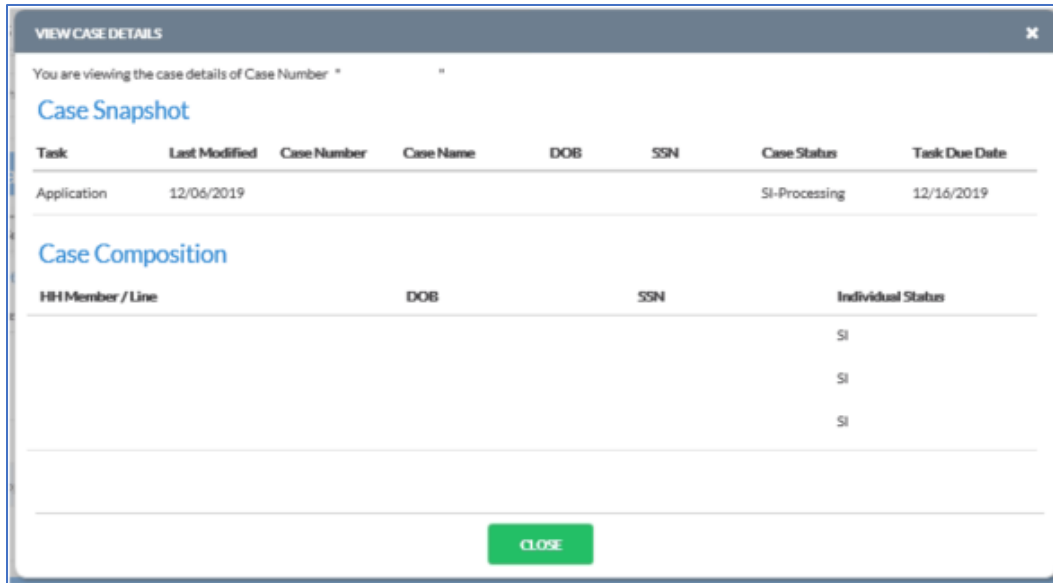 VIEW CASE DETAILS ✖
You are viewing the case details of Case Number " "
Case Snapshot
Task Last Modified Case Number Case Name DOB SSN Case Status Task Due Date
Application 12/06/2019 SI-Processing 12/16/2019
Case Composition
HH Member / Line DOB SSN Individual Status
SI
SI
SI
CLOSE